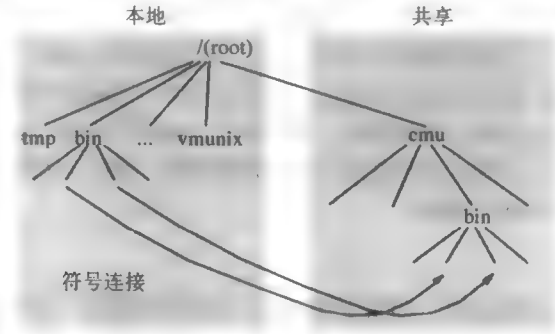 本地 共享
/(root)
tmp bin ... vmunix cmu
bin
符号连接